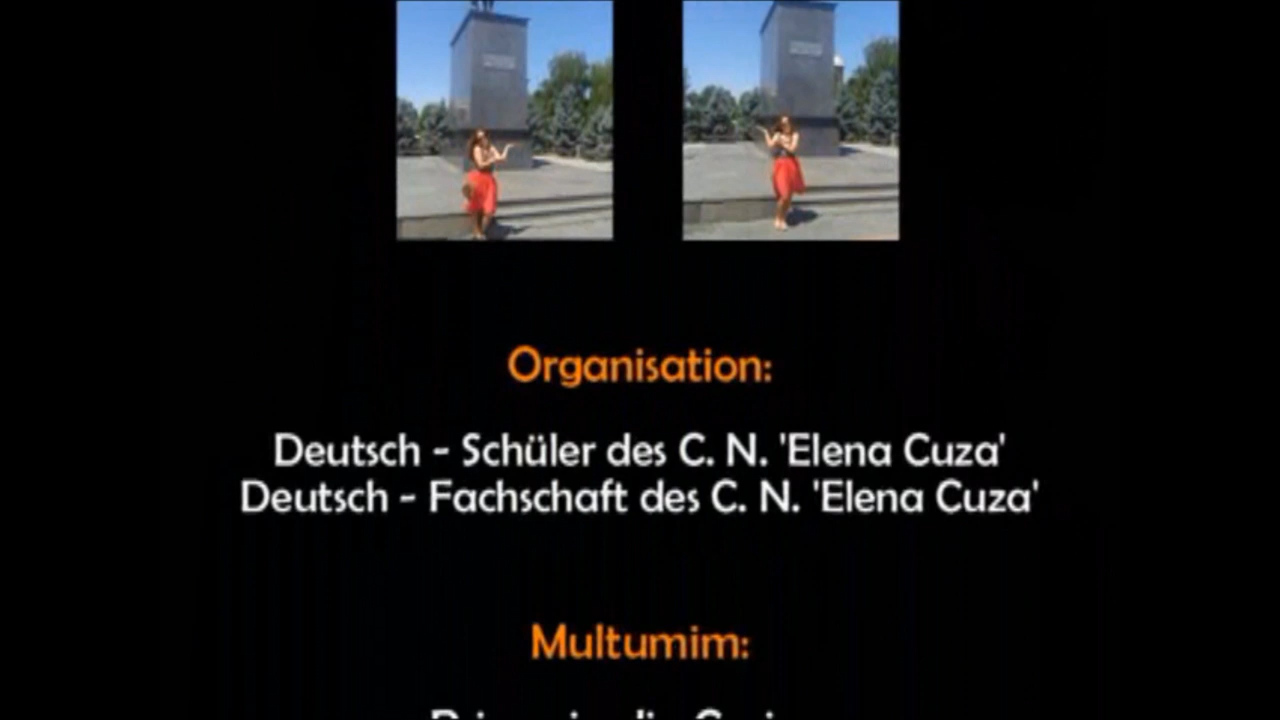 Organisation:
Deutsch - Schüler des C. N. 'Elena Cuza'
Deutsch - Fachschaft des C. N. 'Elena Cuza'
Multumim: